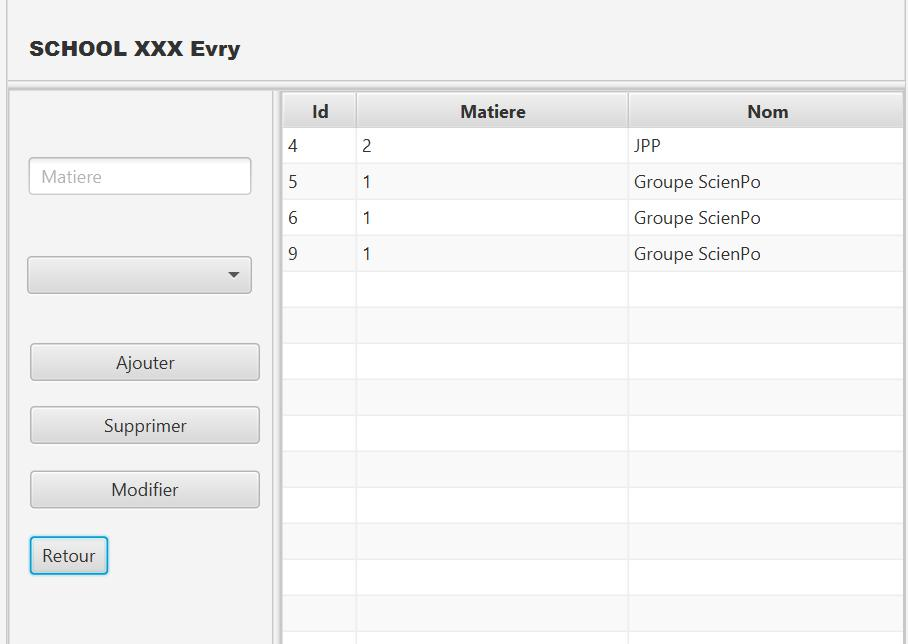 SCHOOL XXX Evry
Matiere
Ajouter
Supprimer
Modifier
Retour
Id Matiere Nom
4 2 JPP
5 1 Groupe ScienPo
6 1 Groupe ScienPo
9 1 Groupe ScienPo